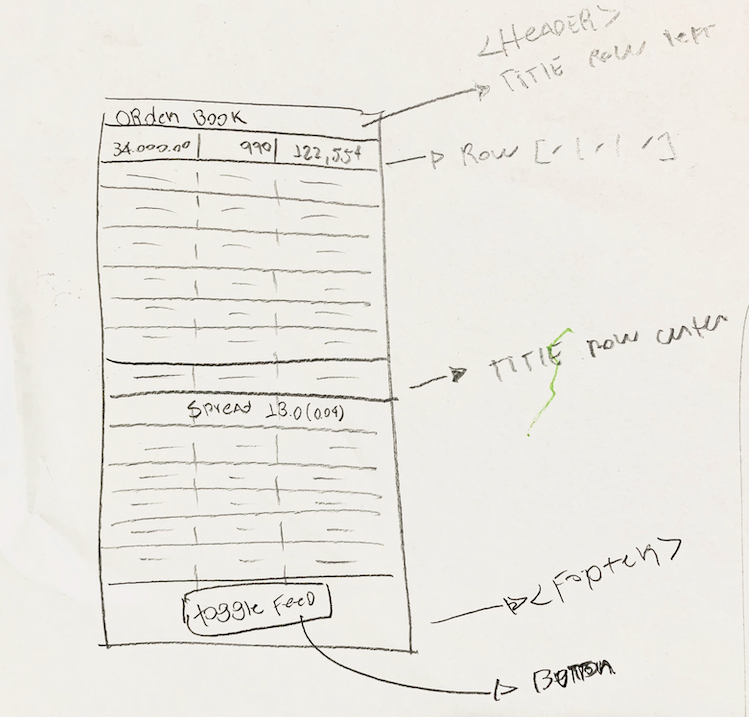 <HEADER>
TITLE row left
ORden BOOK
34.000.00 | 990 | 122,554
Row [ - | - | - ]
TITLE row center
Spread 13.0 (0.04)
<Footer>
toggle FeeD
BUTTON